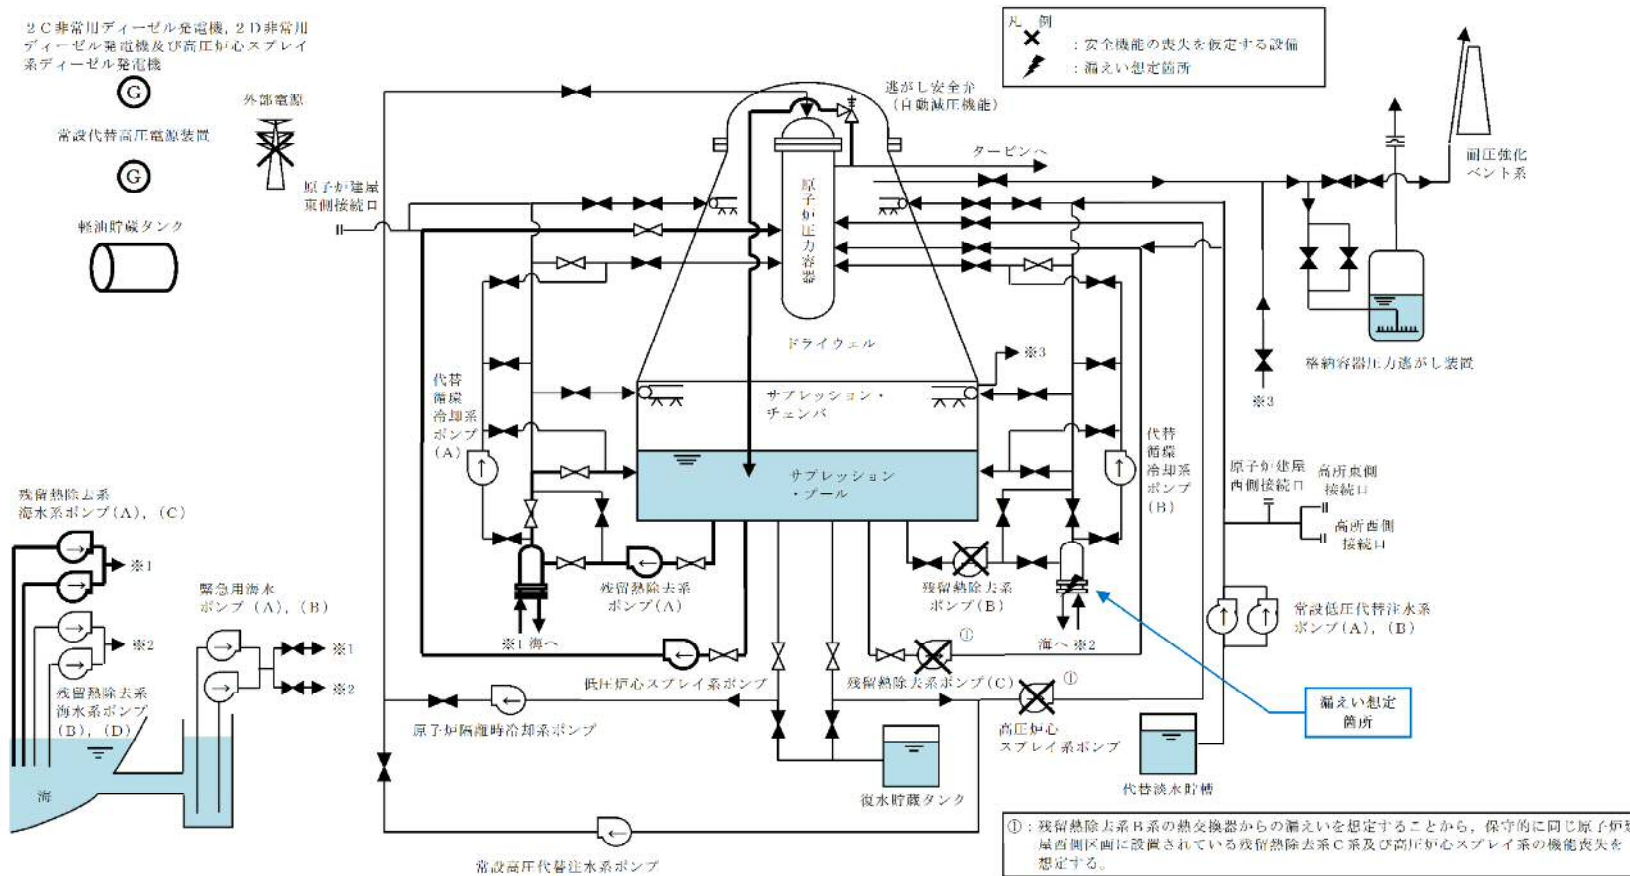 2C非常用ディーゼル発電機,2D非常用
ディーゼル発電機及び高圧炉心スプレイ
系ディーゼル発電機
G
外部電源
常設代替高圧電源装置
G
原子炉建屋
東側接続口
軽油貯蔵タンク
凡 例
:安全機能の喪失を仮定する設備
:漏えい想定箇所
逃がし安全弁
(自動減圧機能)
タービンへ
原子炉圧力容器
耐圧強化
ベント系
格納容器圧力逃がし装置
※3
ドライウェル
※3
サプレッション・
チェンバ
サプレッション
・プール
代替
循環
冷却系
ポンプ
(A)
代替
循環
冷却系
ポンプ
(B)
原子炉建屋
西側接続口
高所東側
接続口
高所西側
接続口
残留熱除去系
海水系ポンプ(A),(C)
※1
緊急用海水
ポンプ(A),(B)
※2
※1
※2
残留熱除去系
海水系ポンプ
(B),(D)
海
残留熱除去系
ポンプ(A)
※1
海へ
残留熱除去系
ポンプ(B)
海へ
※2
常設低圧代替注水系
ポンプ(A),(B)
低圧炉心スプレイ系ポンプ
①
残留熱除去系ポンプ(C)
①
高圧炉心
スプレイ系ポンプ
漏えい想定
箇所
原子炉隔離時冷却系ポンプ
復水貯蔵タンク
代替淡水貯槽
常設高圧代替注水系ポンプ
①:残留熱除去系B系の熱交換器からの漏えいを想定することから,保守的に同じ原子炉建
屋西側区画に設置されている残留熱除去系C系及び高圧炉心スプレイ系の機能喪失を
想定する。